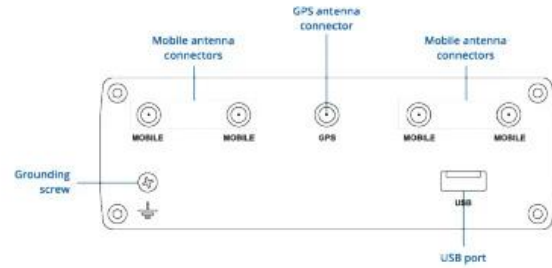 GPS antenna
connector
Mobile antenna
connectors
Mobile antenna
connectors
MOBILE
MOBILE
GPS
MOBILE
MOBILE
Grounding
screw
USB
USB port